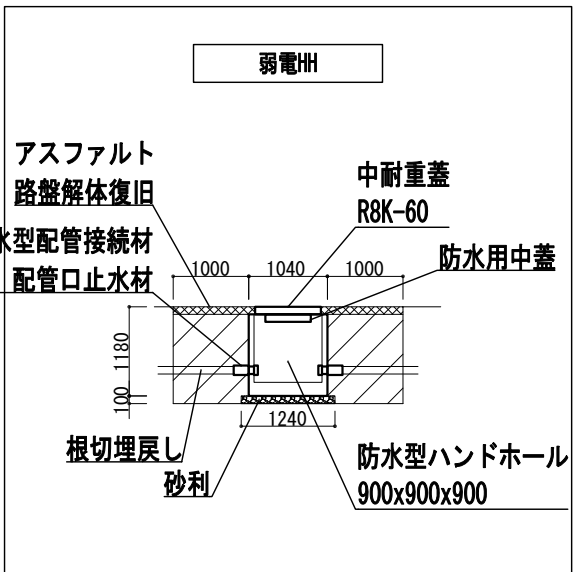 弱電HH
アスファルト
路盤解体復旧
中耐重蓋
R8K-60
水型配管接続材
配管口止水材
防水用中蓋
1000
1040
1000
1180
100
1240
根切埋戻し
砂利
防水型ハンドホール
900x900x900